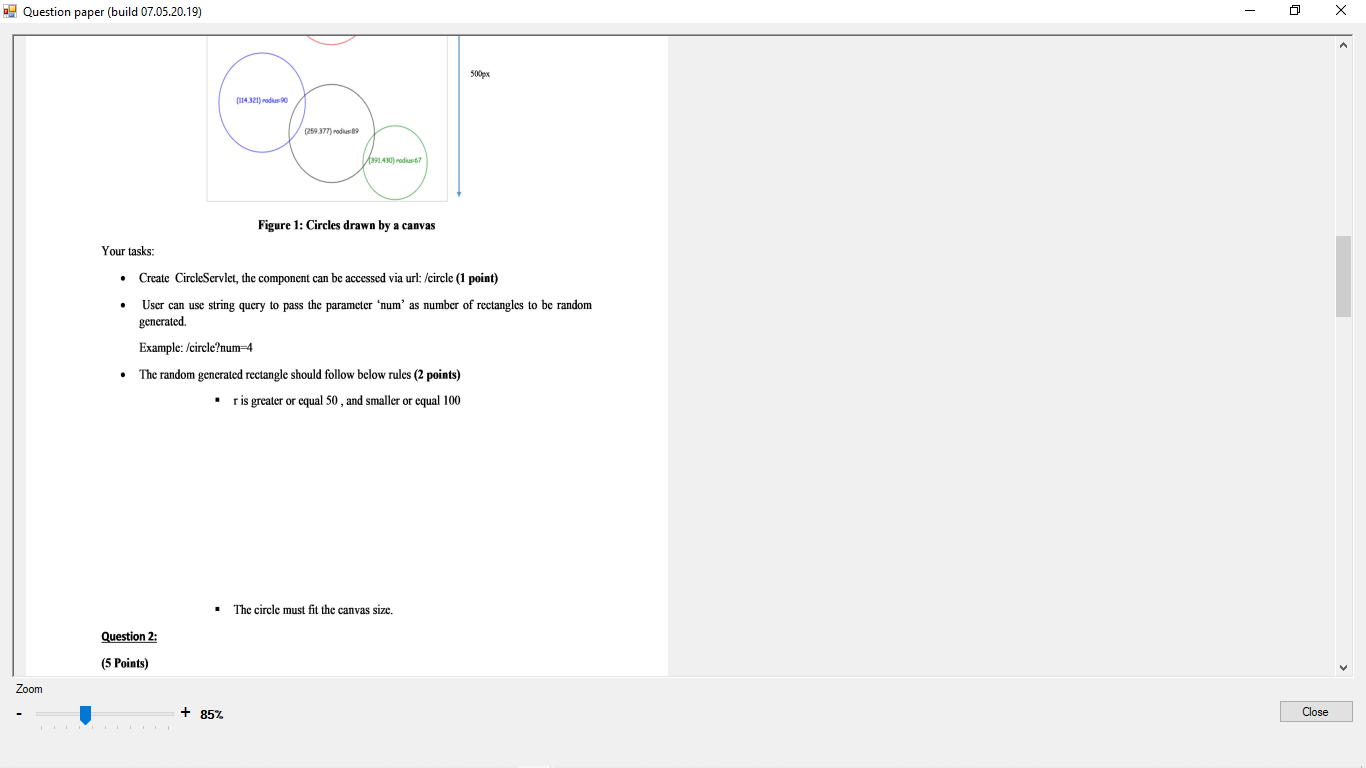 Question paper (build 07.05.20.19)
500px
(114,321) radius=90
(259,377) radius=89
(391,430) radius=67
Figure 1: Circles drawn by a canvas
Your tasks:
• Create CircleServlet, the component can be accessed via url: /circle (1 point)
• User can use string query to pass the parameter ‘num’ as number of rectangles to be random
generated.
Example: /circle?num=4
• The random generated rectangle should follow below rules (2 points)
▪ r is greater or equal 50 , and smaller or equal 100
▪ The circle must fit the canvas size.
Question 2:
(5 Points)
Zoom
- + 85%
Close